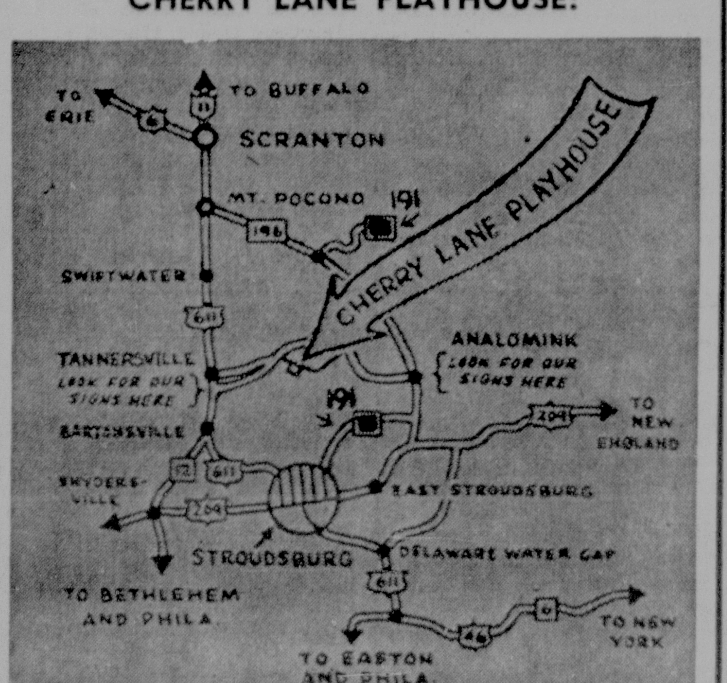 CHERRY LANE PLAYHOUSE.
TO
ERIE
6
11
TO BUFFALO
SCRANTON
MT. POCONO
191
196
CHERRY LANE PLAYHOUSE
SWIFTWATER
611
TANNERSVILLE
LOOK FOR OUR
SIGNS HERE
ANALOMINK
LOOK FOR OUR
SIGNS HERE
191
209
TO
NEW
ENGLAND
BARTONSVILLE
12
611
SNYDERS-
VILLE
209
EAST STROUDSBURG
STROUDSBURG
DELAWARE WATER GAP
611
TO BETHLEHEM
AND PHILA.
46
TO NEW
YORK
TO EASTON
AND PHILA.